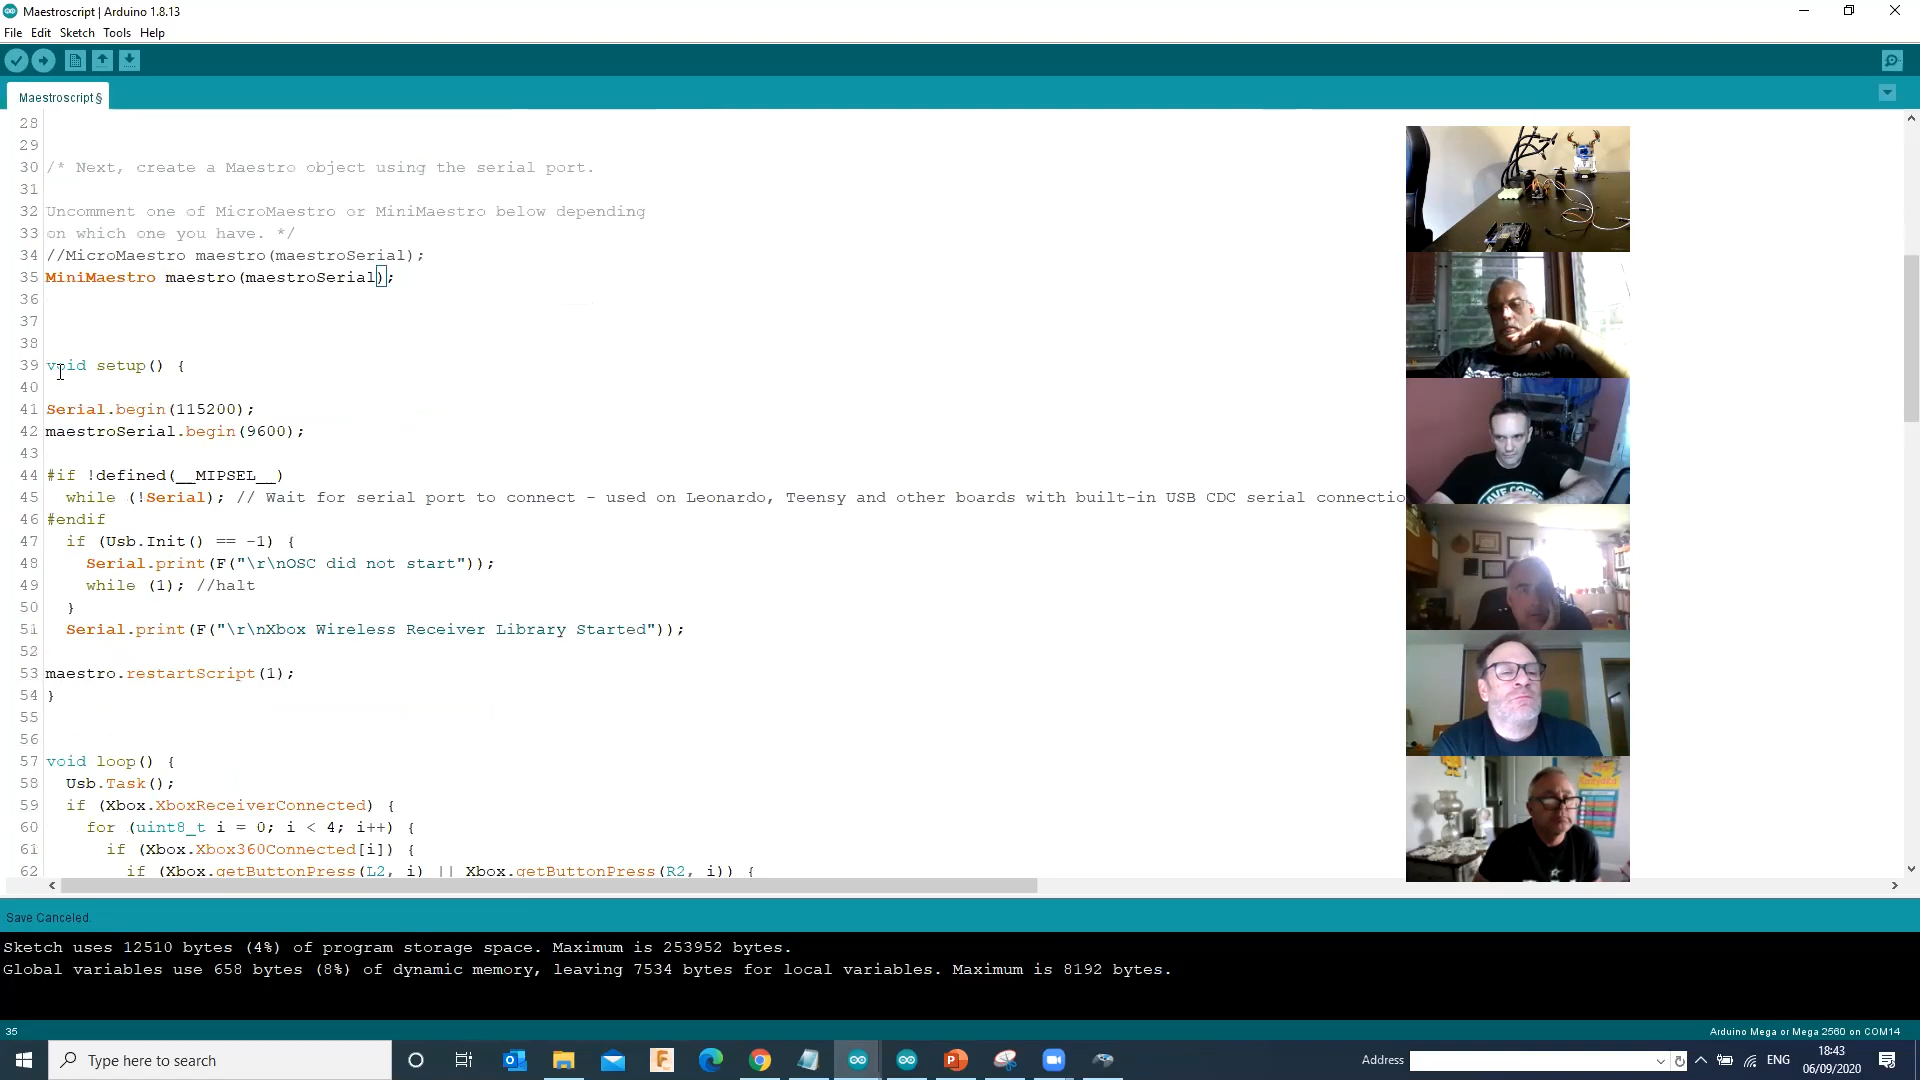 Maestroscript | Arduino 1.8.13
File Edit Sketch Tools Help
Maestroscript §
28
29
30 /* Next, create a Maestro object using the serial port.
31
32 Uncomment one of MicroMaestro or MiniMaestro below depending
33 on which one you have. */
34 //MicroMaestro maestro(maestroSerial);
35 MiniMaestro maestro(maestroSerial);
36
37
38
39 void setup() {
40
41 Serial.begin(115200);
42 maestroSerial.begin(9600);
43
44 #if !defined(__MIPSEL__)
45 while (!Serial); // Wait for serial port to connect - used on Leonardo, Teensy and other boards with built-in USB CDC serial connectio
46 #endif
47 if (Usb.Init() == -1) {
48 Serial.print(F("\r\nOSC did not start"));
49 while (1); //halt
50 }
51 Serial.print(F("\r\nXbox Wireless Receiver Library Started"));
52
53 maestro.restartScript(1);
54 }
55
56
57 void loop() {
58 Usb.Task();
59 if (Xbox.XboxReceiverConnected) {
60 for (uint8_t i = 0; i < 4; i++) {
61 if (Xbox.Xbox360Connected[i]) {
62 if (Xbox.getButtonPress(L2, i) || Xbox.getButtonPress(R2, i)) {
Save Canceled.
Sketch uses 12510 bytes (4%) of program storage space. Maximum is 253952 bytes.
Global variables use 658 bytes (8%) of dynamic memory, leaving 7534 bytes for local variables. Maximum is 8192 bytes.
35
Arduino Mega or Mega 2560 on COM14
Type here to search
Address
ENG
18:43
06/09/2020